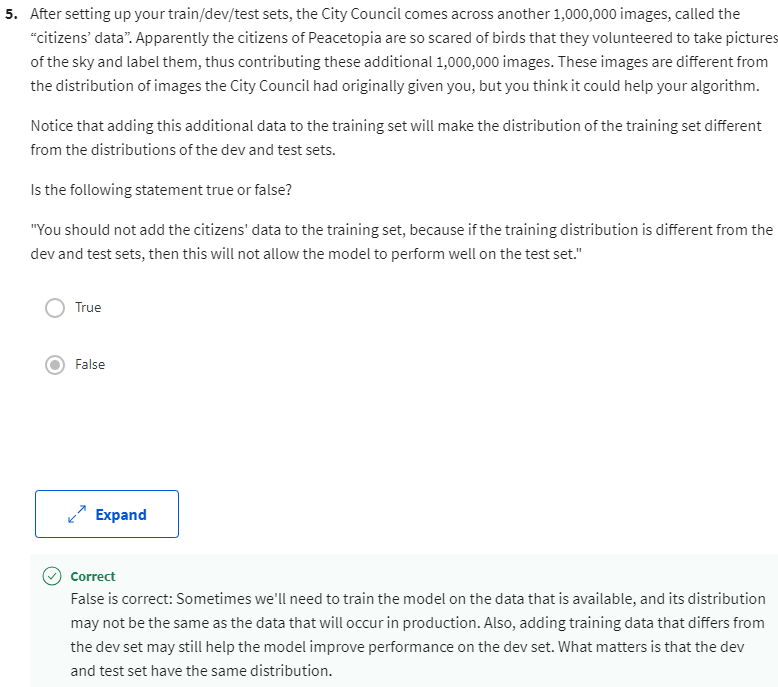 5. After setting up your train/dev/test sets, the City Council comes across another 1,000,000 images, called the
“citizens’ data”. Apparently the citizens of Peacetopia are so scared of birds that they volunteered to take pictures
of the sky and label them, thus contributing these additional 1,000,000 images. These images are different from
the distribution of images the City Council had originally given you, but you think it could help your algorithm.
Notice that adding this additional data to the training set will make the distribution of the training set different
from the distributions of the dev and test sets.
Is the following statement true or false?
"You should not add the citizens' data to the training set, because if the training distribution is different from the
dev and test sets, then this will not allow the model to perform well on the test set."
True
False
Expand
Correct
False is correct: Sometimes we'll need to train the model on the data that is available, and its distribution
may not be the same as the data that will occur in production. Also, adding training data that differs from
the dev set may still help the model improve performance on the dev set. What matters is that the dev
and test set have the same distribution.